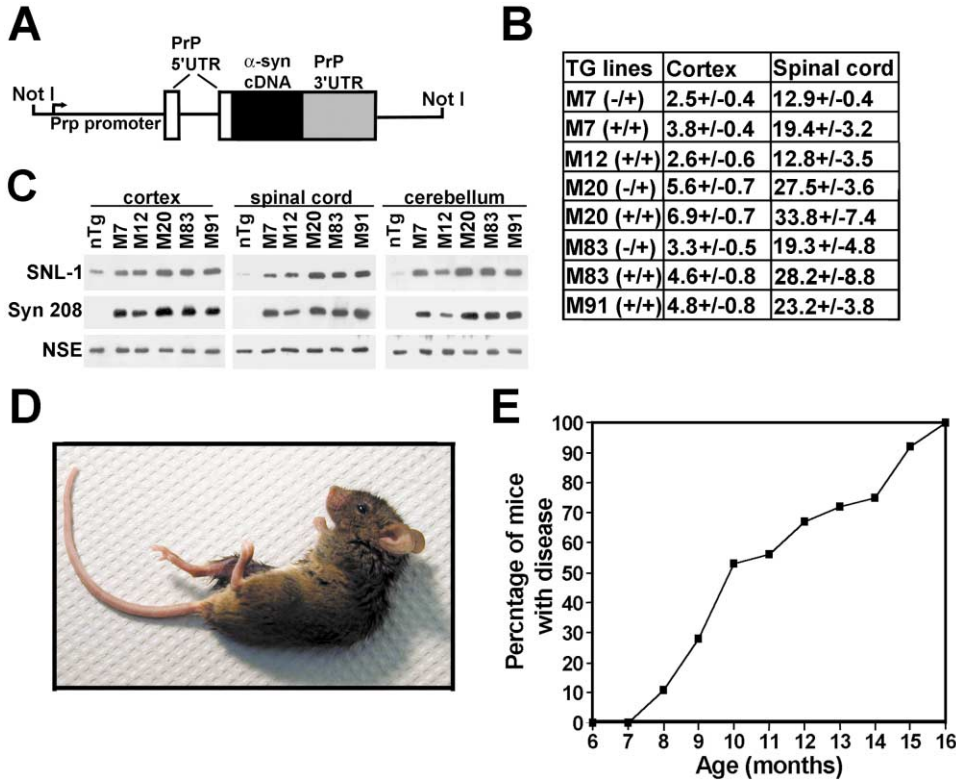 A
PrP
5'UTR
α-syn
cDNA
PrP
3'UTR
Not I
Prp promoter
Not I
B
TG lines Cortex Spinal cord
M7 (-/+) 2.5+/-0.4 12.9+/-0.4
M7 (+/+) 3.8+/-0.4 19.4+/-3.2
M12 (+/+) 2.6+/-0.6 12.8+/-3.5
M20 (-/+) 5.6+/-0.7 27.5+/-3.6
M20 (+/+) 6.9+/-0.7 33.8+/-7.4
M83 (-/+) 3.3+/-0.5 19.3+/-4.8
M83 (+/+) 4.6+/-0.8 28.2+/-8.8
M91 (+/+) 4.8+/-0.8 23.2+/-3.8
C
cortex spinal cord cerebellum
nTg M7 M12 M20 M83 M91 nTg M7 M12 M20 M83 M91 nTg M7 M12 M20 M83 M91
SNL-1
Syn 208
NSE
D
E
Percntage of mice
with disease
100
90
80
70
60
50
40
30
20
10
0
6 7 8 9 10 11 12 13 14 15 16
Age (months)